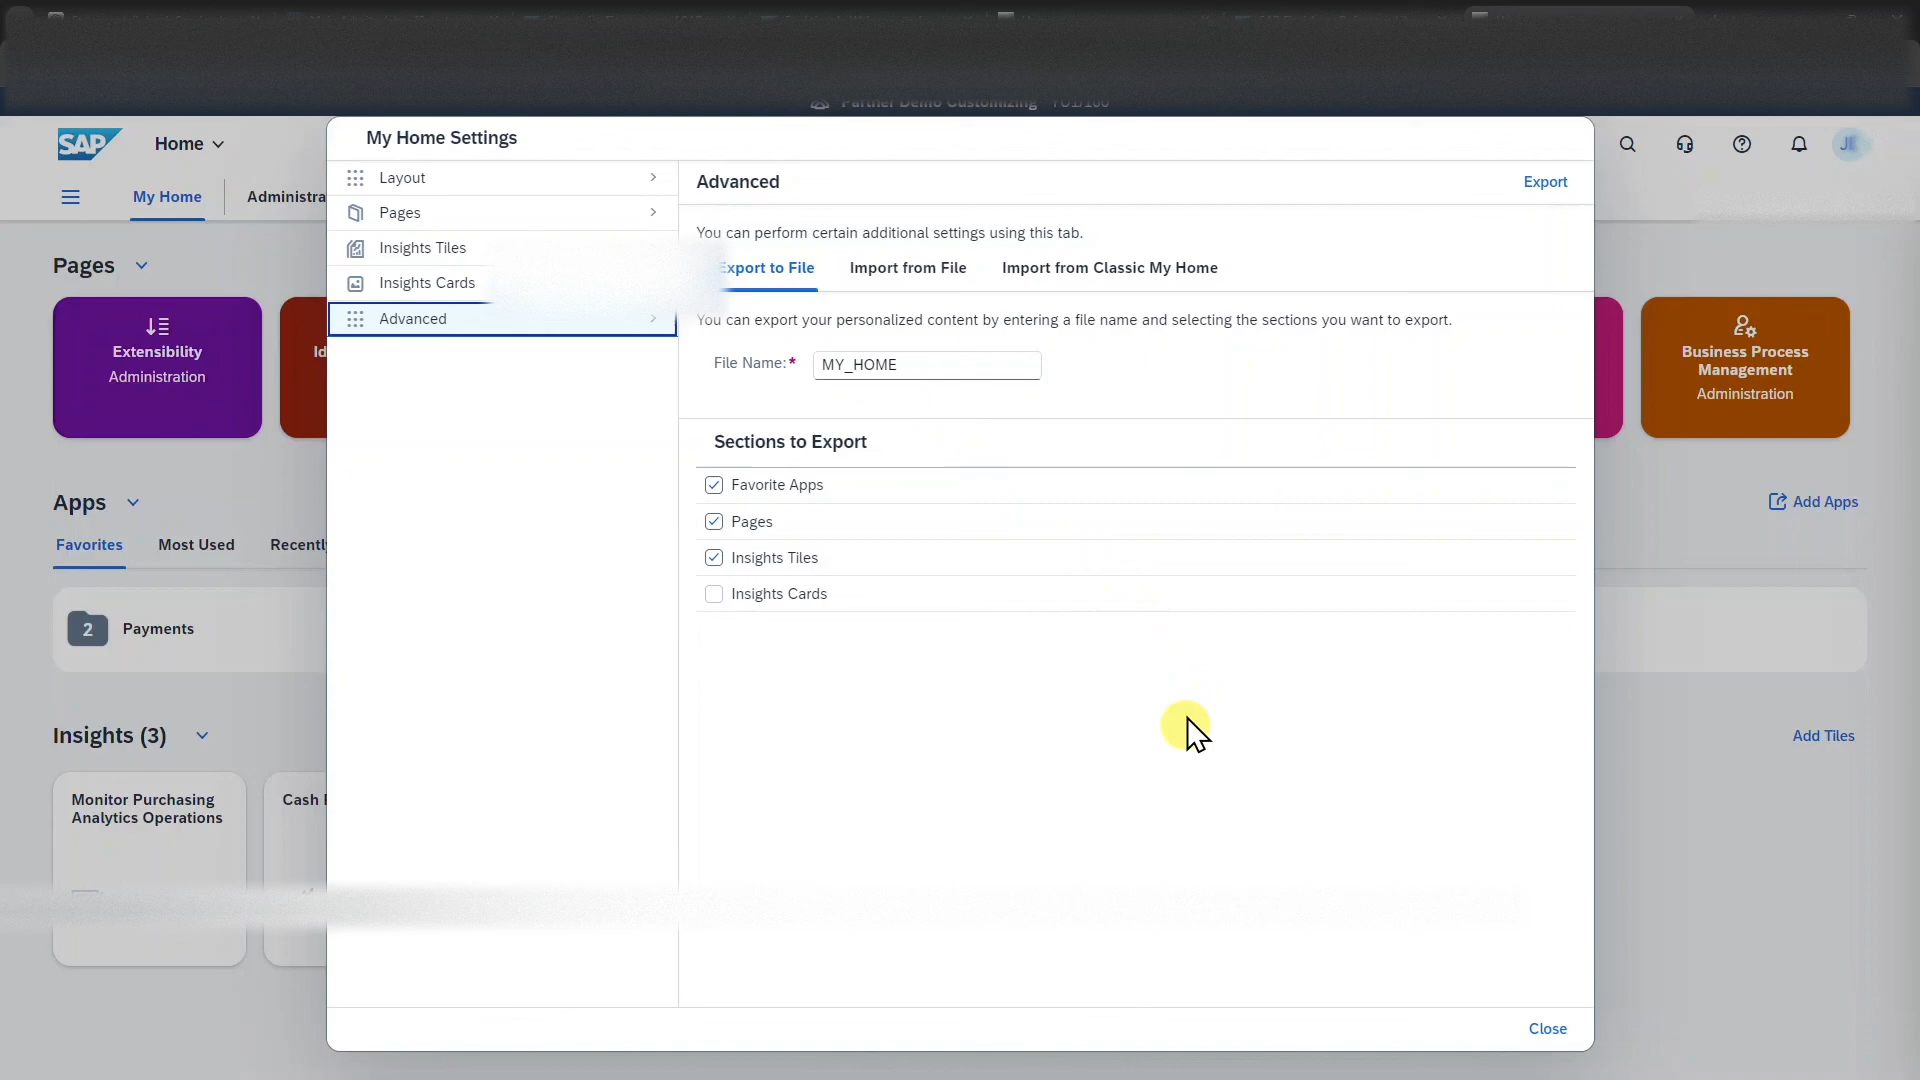 Partner Demo Customizing
My Home Settings
SAP
Home
My Home
Administra
JE
Layout
Pages
Insights Tiles
Insights Cards
Advanced
Advanced
Export
You can perform certain additional settings using this tab.
Export to File
Import from File
Import from Classic My Home
You can export your personalized content by entering a file name and selecting the sections you want to export.
File Name:*
MY_HOME
Sections to Export
Favorite Apps
Pages
Insights Tiles
Insights Cards
Close
Pages
Extensibility
Administration
Id
Business Process
Management
Administration
Apps
Add Apps
Favorites
Most Used
Recentl
2
Payments
Insights (3)
Add Tiles
Monitor Purchasing
Analytics Operations
Cash